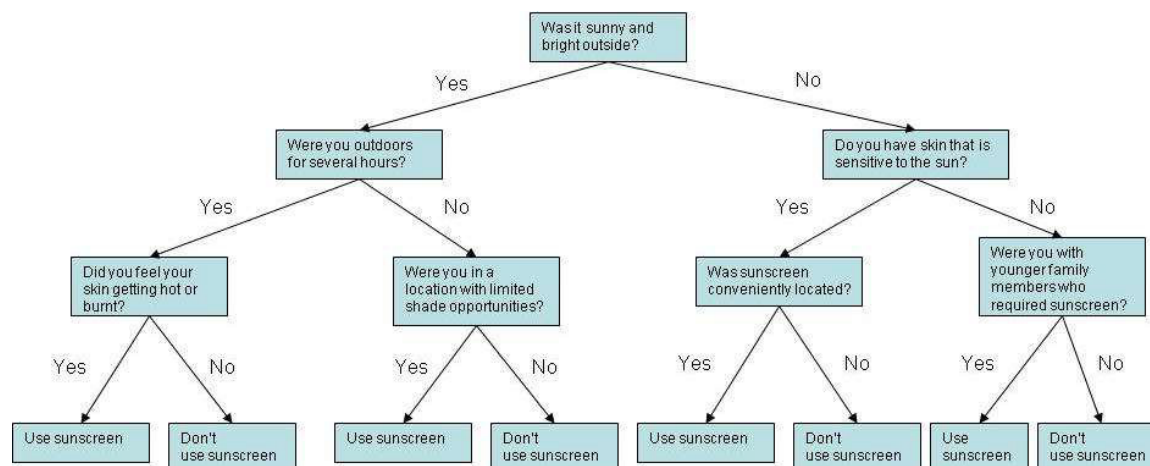 Was it sunny and
bright outside?
Yes
No
Were you outdoors
for several hours?
Do you have skin that is
sensitive to the sun?
Yes
No
Yes
No
Did you feel your
skin getting hot or
burnt?
Were you in a
location with limited
shade opportunities?
Was sunscreen
conveniently located?
Were you with
younger family
members who
required sunscreen?
Yes
No
Yes
No
Yes
No
Yes
No
Use sunscreen
Don't
use sunscreen
Use sunscreen
Don't
use sunscreen
Use sunscreen
Don't
use sunscreen
Use
sunscreen
Don't
use sunscreen